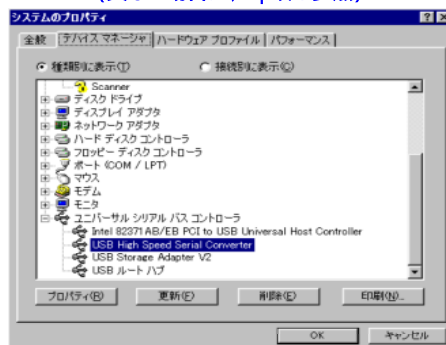 システムのプロパティ
全般 デバイス マネージャ ハードウェア プロファイル パフォーマンス
種類別に表示(T) 接続別に表示(C)
Scanner
ディスク ドライブ
ディスプレイ アダプタ
ネットワーク アダプタ
ハード ディスク コントローラ
フロッピー ディスク コントローラ
ポート (COM / LPT)
マウス
モデム
モニタ
ユニバーサル シリアル バス コントローラ
Intel 82371AB/EB PCI to USB Universal Host Controller
USB High Speed Serial Converter
USB Storage Adapter V2
USB ルート ハブ
プロパティ(R) 更新(F) 削除(E) 印刷(N)...
OK キャンセル